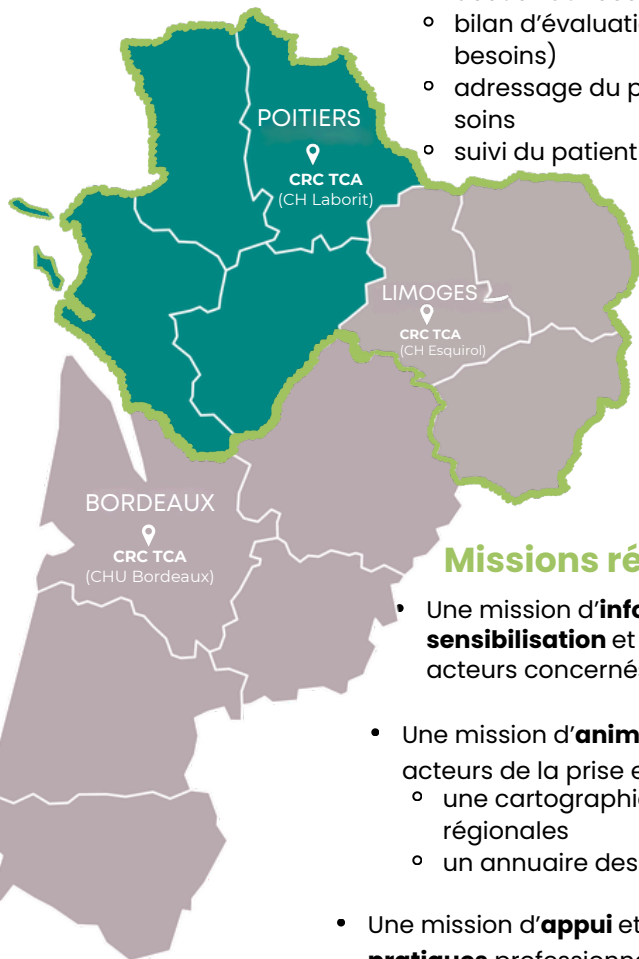 bilan d'évaluati
besoins)
adressage du p
soins
suivi du patient
POITIERS
CRC TCA
(CH Laborit)
LIMOGES
CRC TCA
(CH Esquirol)
BORDEAUX
CRC TCA
(CHU Bordeaux)
Missions ré
• Une mission d'info
sensibilisation et
acteurs concerné
• Une mission d'anim
acteurs de la prise e
une cartographi
régionales
un annuaire des
• Une mission d'appui et
pratiques professionn